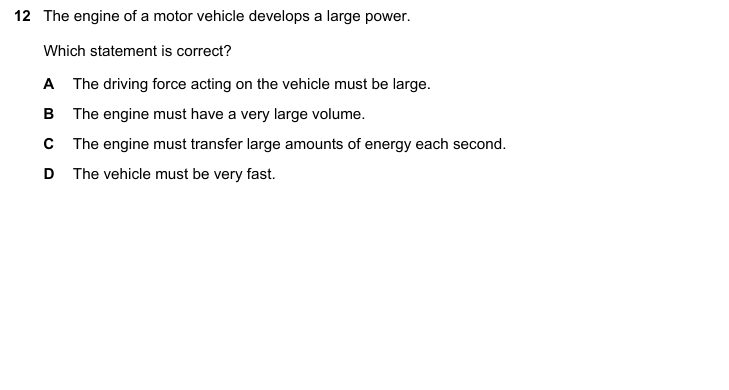 12 The engine of a motor vehicle develops a large power.
Which statement is correct?
A The driving force acting on the vehicle must be large.
B The engine must have a very large volume.
C The engine must transfer large amounts of energy each second.
D The vehicle must be very fast.